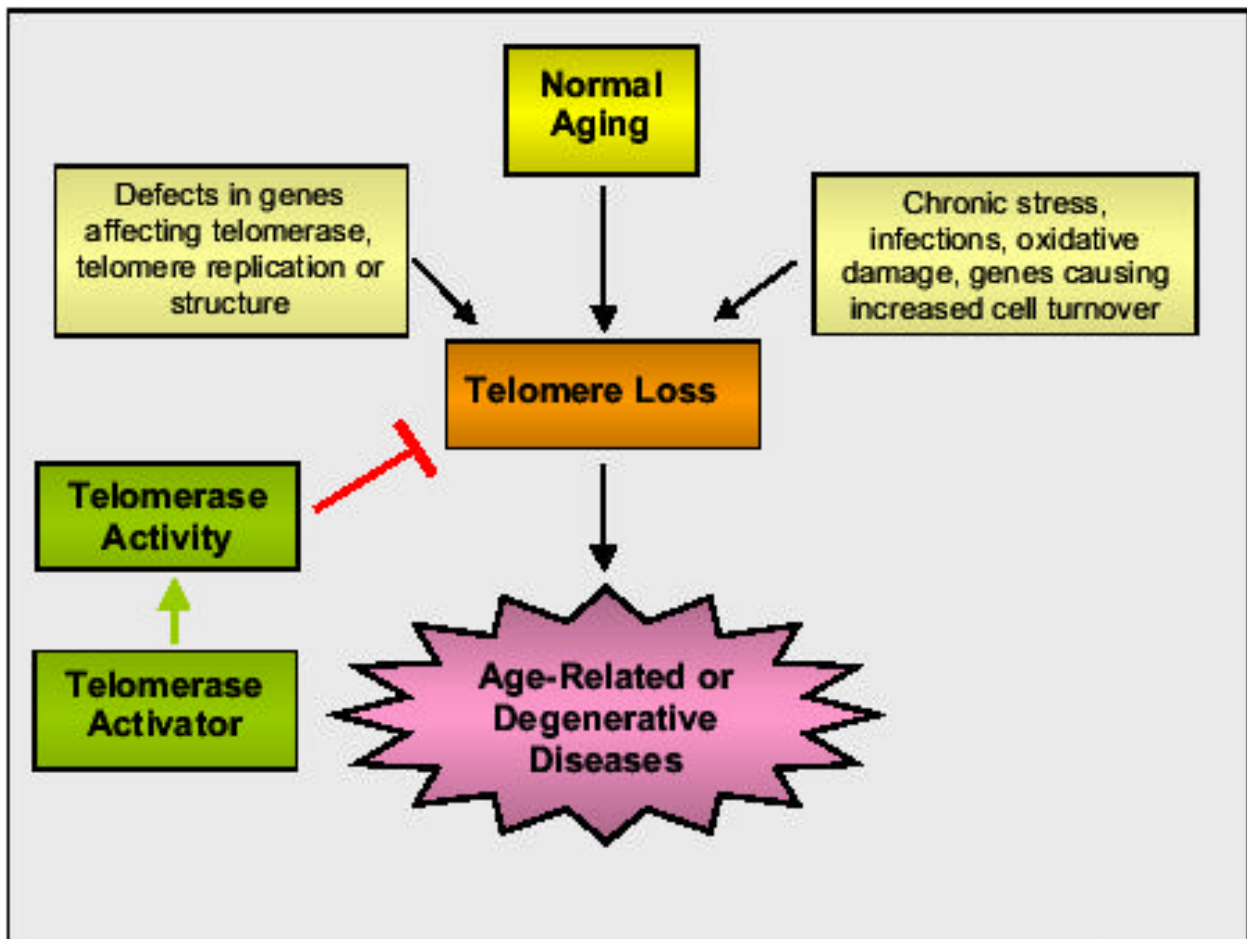 Normal
Aging
Defects in genes
affecting telomerase,
telomere replication or
structure
Chronic stress,
infections, oxidative
damage, genes causing
increased cell turnover
Telomere Loss
Telomerase
Activity
Telomerase
Activator
Age-Related or
Degenerative
Diseases